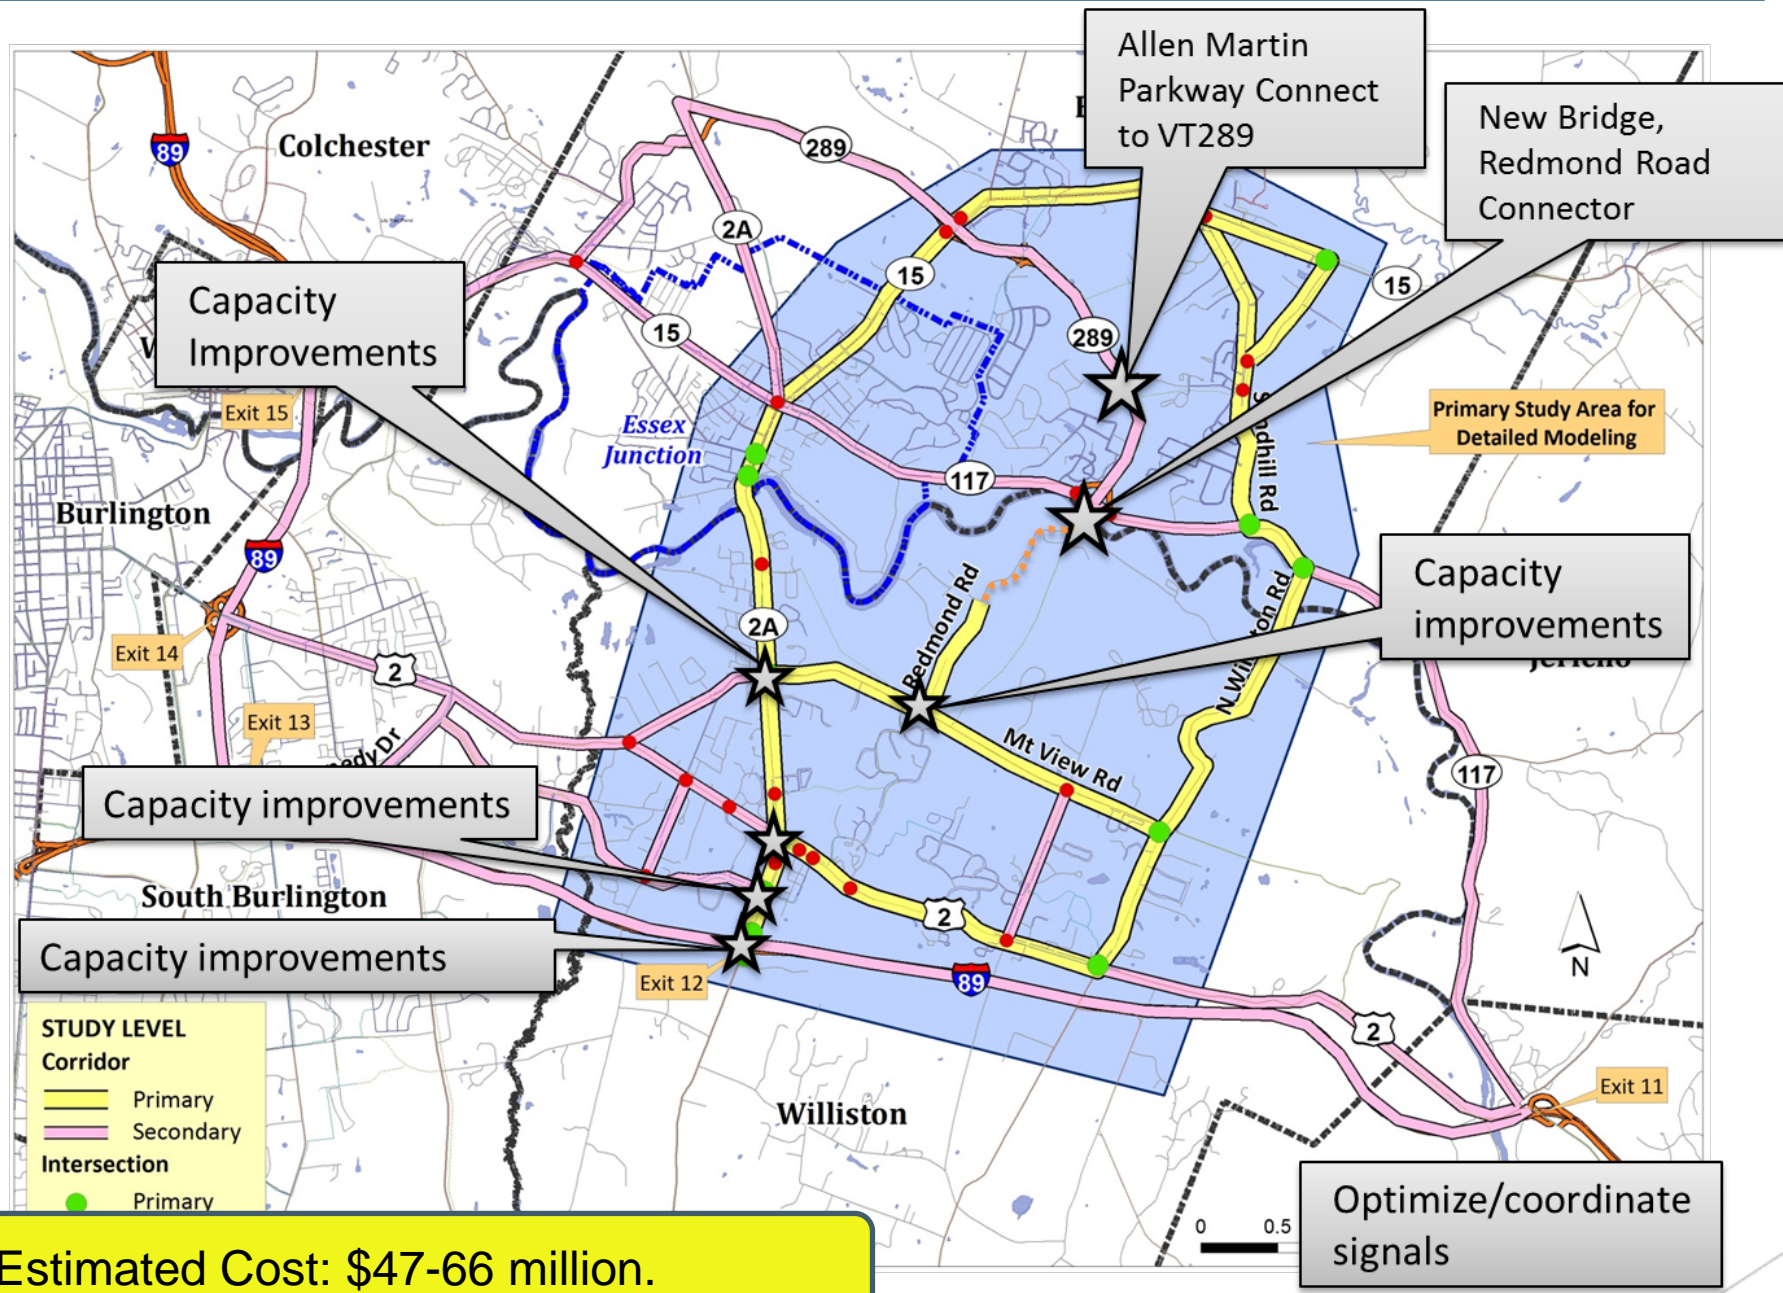 Allen Martin
Parkway Connect
to VT289
New Bridge,
Redmond Road
Connector
89
Colchester
289
2A
15
15
Capacity
Improvements
15
289
Exit 15
Essex
Junction
Primary Study Area for
Detailed Modeling
117
Burlington
89
Capacity
improvements
Redmond Rd
2A
Exit 14
2
Exit 13
Mt View Rd
117
Capacity improvements
South Burlington
2
Capacity improvements
Exit 12
89
N
2
STUDY LEVEL
Corridor
Primary
Secondary
Intersection
Primary
Williston
Exit 11
Optimize/coordinate
signals
0 0.5
Estimated Cost: $47-66 million.